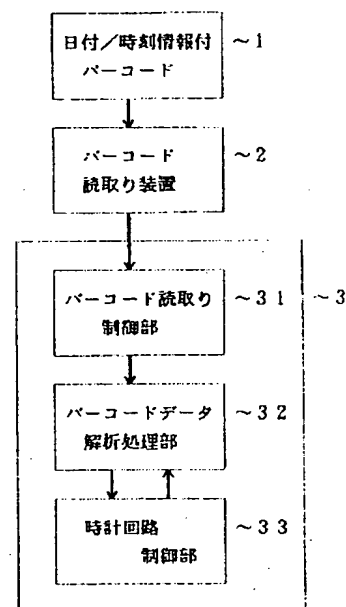 日付／時刻情報付 ～1
バーコード
バーコード ～2
読取り装置
バーコード読取り ～31 ～3
制御部
バーコードデータ ～32
解析処理部
時計回路 ～33
制御部